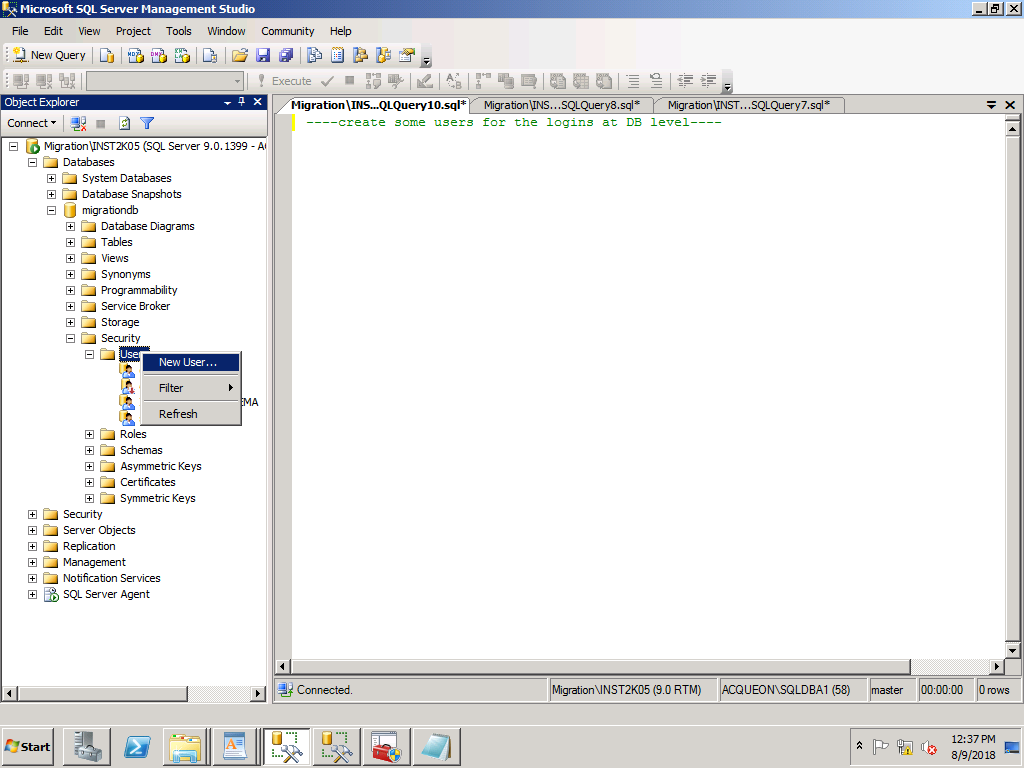 Microsoft SQL Server Management Studio
File Edit View Project Tools Window Community Help
New Query
Execute
Object Explorer
Connect
Migration\INST2K05 (SQL Server 9.0.1399 -
Databases
System Databases
Database Snapshots
migrationdb
Database Diagrams
Tables
Views
Synonyms
Programmability
Service Broker
Storage
Security
User
New User...
Filter
EMA
Refresh
Roles
Schemas
Asymmetric Keys
Certificates
Symmetric Keys
Security
Server Objects
Replication
Management
Notification Services
SQL Server Agent
Migration\INS...QLQuery10.sql* Migration\INS...SQLQuery8.sql* Migration\INST...SQLQuery7.sql*
----create some users for the logins at DB level----
Connected. Migration\INST2K05 (9.0 RTM) ACQUEON\SQLDBA1 (58) master 00:00:00 0 rows
Start
12:37 PM
8/9/2018